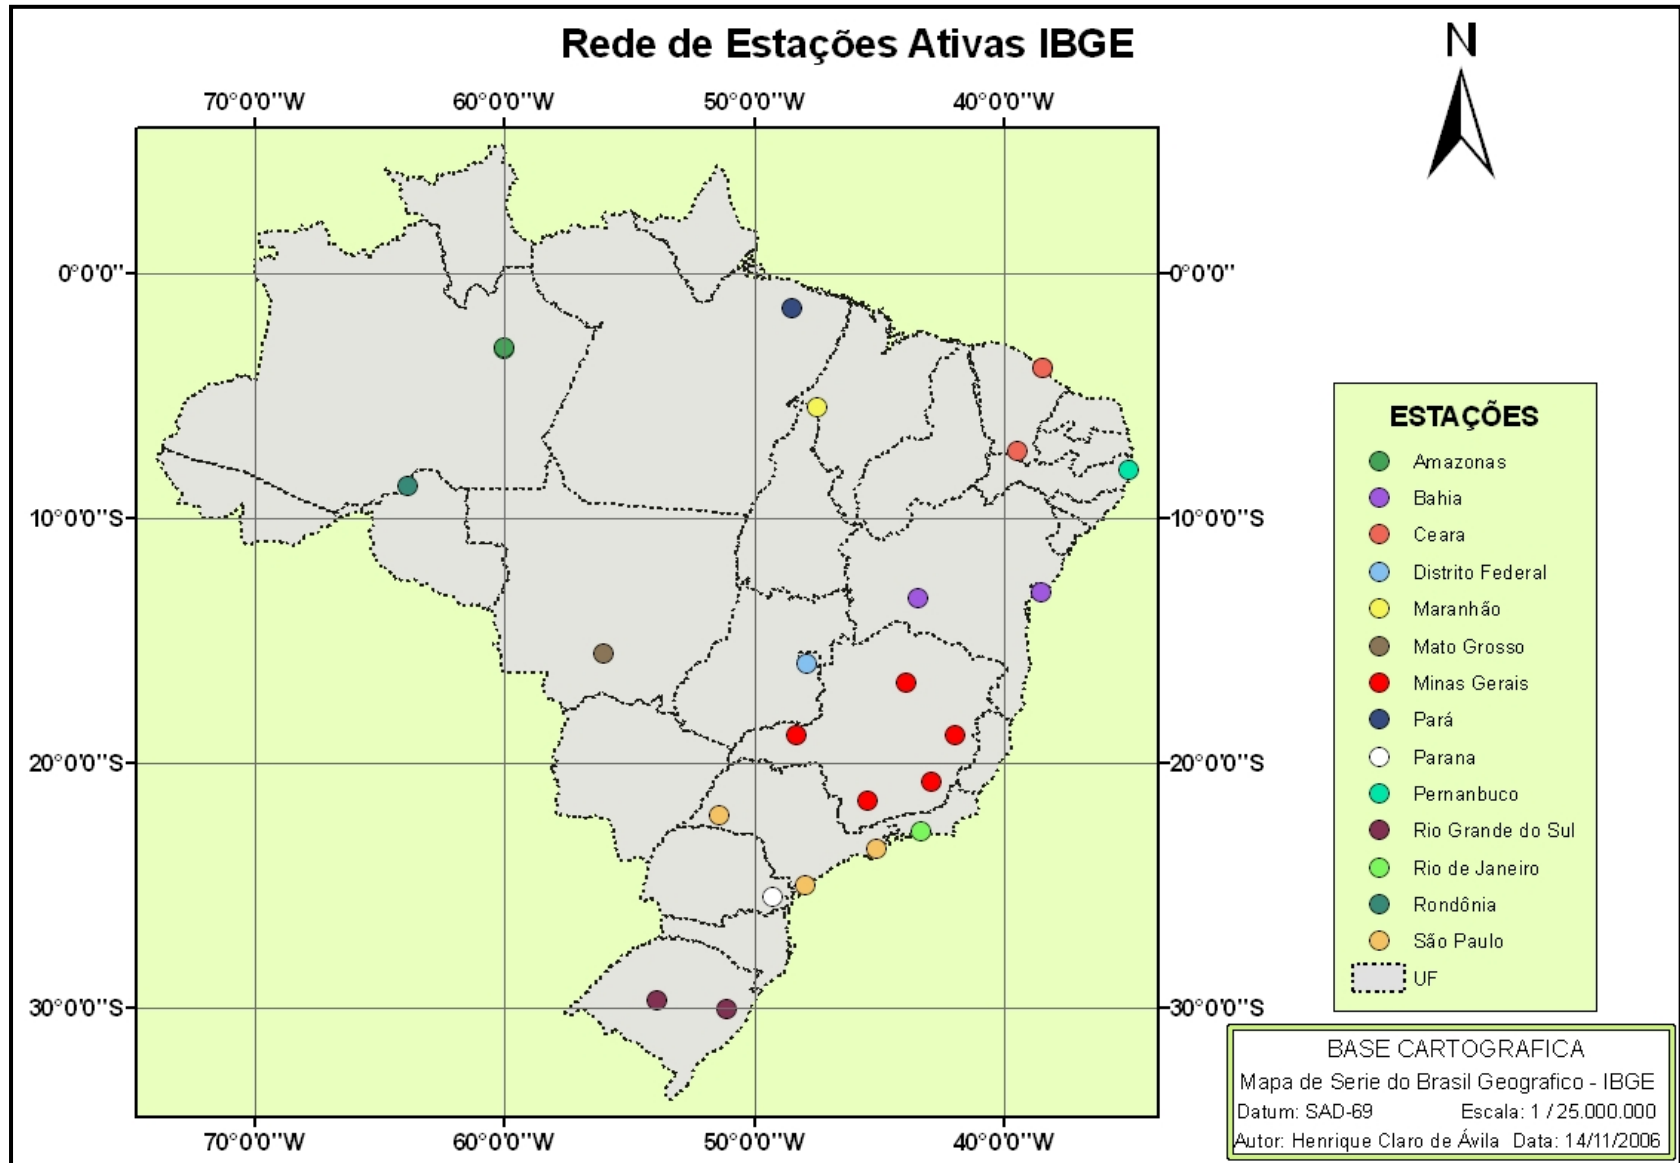 Rede de Estações Ativas IBGE
N
70°0'0"W 60°0'0"W 50°0'0"W 40°0'0"W
0°0'0" 0°0'0"
10°0'0"S 10°0'0"S
20°0'0"S 20°0'0"S
30°0'0"S 30°0'0"S
70°0'0"W 60°0'0"W 50°0'0"W 40°0'0"W
ESTAÇÕES
Amazonas
Bahia
Ceara
Distrito Federal
Maranhão
Mato Grosso
Minas Gerais
Pará
Parana
Pernanbuco
Rio Grande do Sul
Rio de Janeiro
Rondônia
São Paulo
UF
BASE CARTOGRAFICA
Mapa de Serie do Brasil Geografico - IBGE
Datum: SAD-69 Escala: 1 / 25.000.000
Autor: Henrique Claro de Ávila Data: 14/11/2006